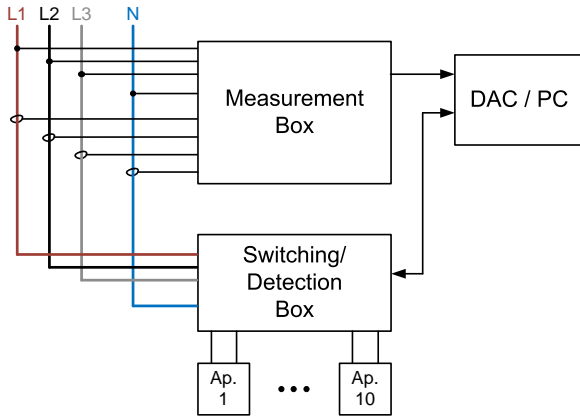 L1 L2 L3 N
Measurement
Box
DAC / PC
Switching/
Detection
Box
Ap.
1
...
Ap.
10